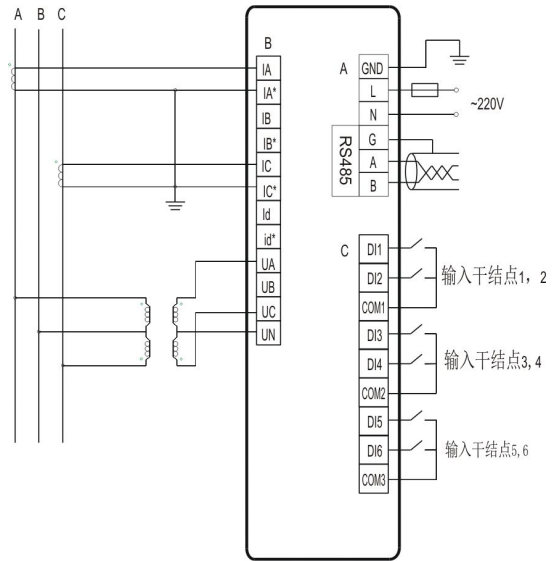 A B C
B
IA
IA*
IB
IB*
IC
IC*
Id
id*
UA
UB
UC
UN
A
GND
L
N
~220V
RS485
G
A
B
C
DI1
DI2
COM1
输入干结点1，2
DI3
DI4
COM2
输入干结点3,4
DI5
DI6
COM3
输入干结点5,6